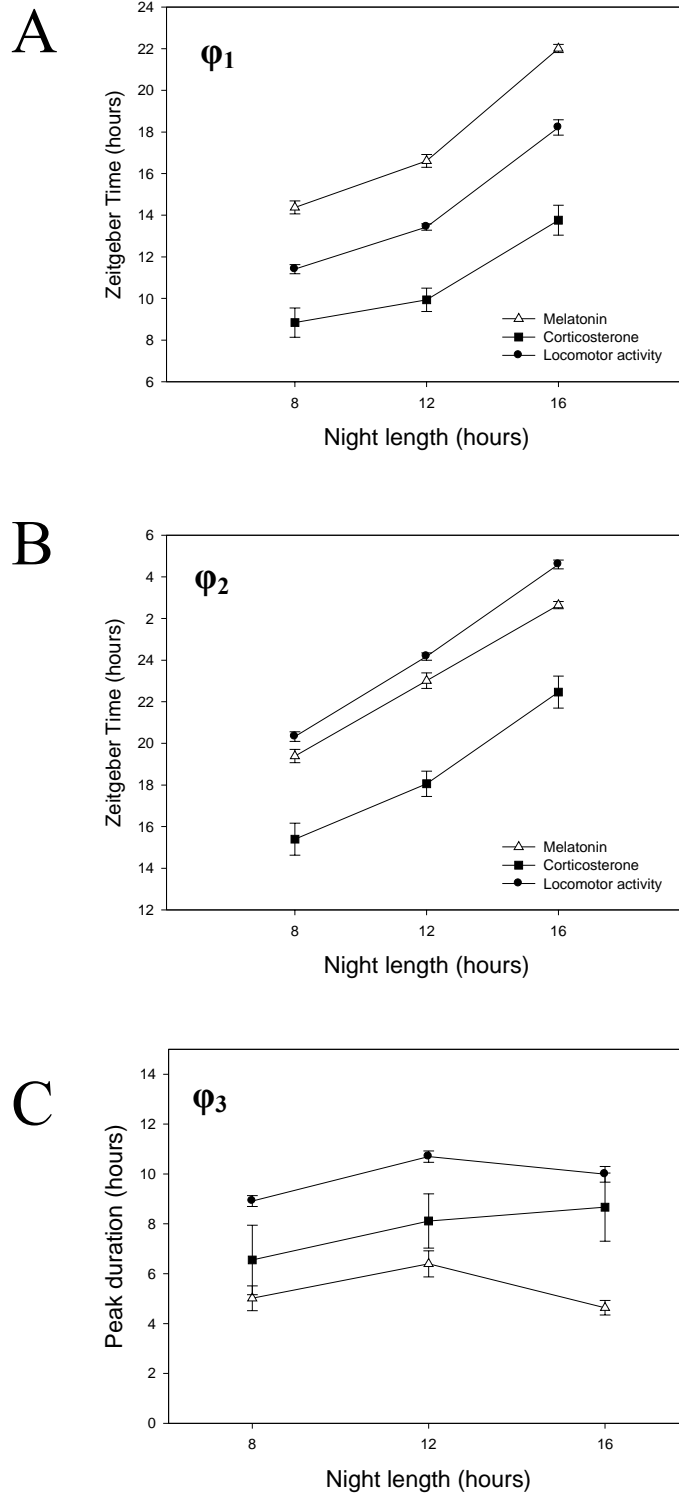 A
φ1
Zeitgeber Time (hours)
24
22
20
18
16
14
12
10
8
6
Melatonin
Corticosterone
Locomotor activity
8 12 16
Night length (hours)
B
φ2
Zeitgeber Time (hours)
6
4
2
24
22
20
18
16
14
12
Melatonin
Corticosterone
Locomotor activity
8 12 16
Night length (hours)
C
φ3
Peak duration (hours)
14
12
10
8
6
4
2
0
8 12 16
Night length (hours)